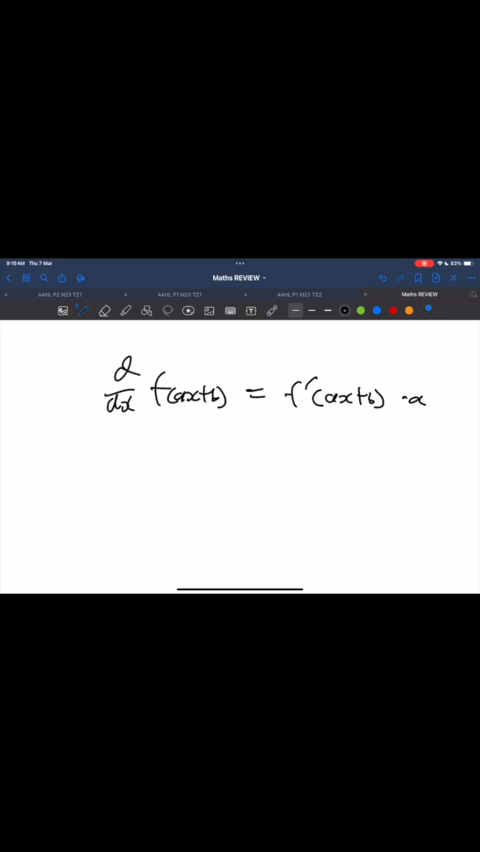 9:10 AM Thu 7 Mar 83%
Maths REVIEW
AAHL P2 N23 TZ1 AAHL P1 M23 TZ1 AAHL P1 M23 TZ2 Maths REVIEW
d/dx f(ax+b) = f'(ax+b) ·a